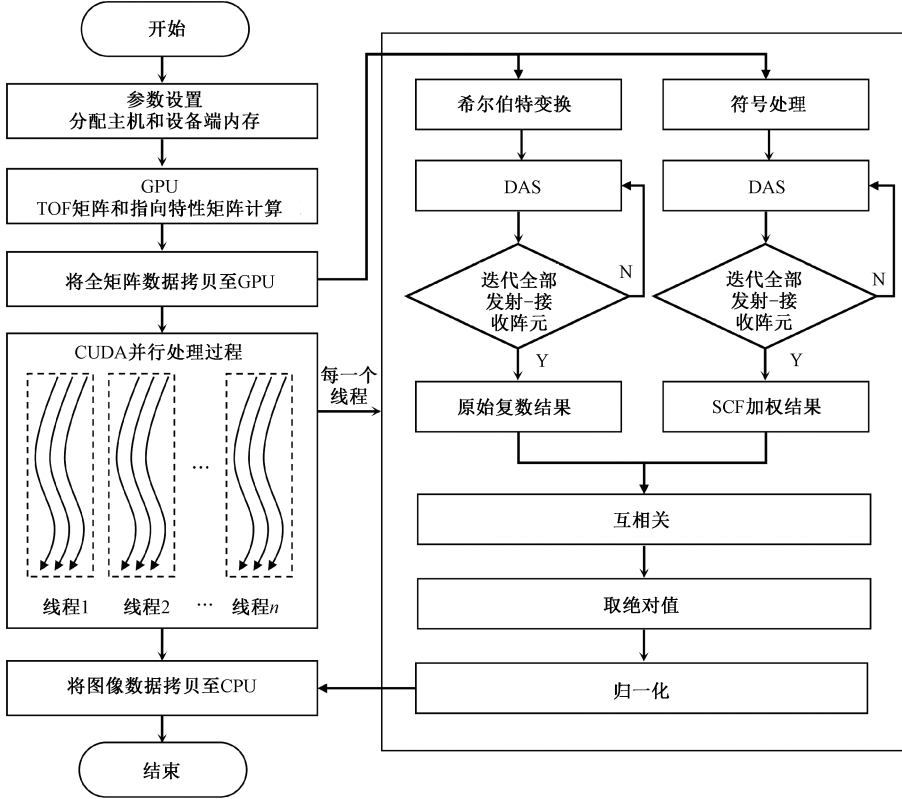 开始
参数设置
分配主机和设备端内存
GPU
TOF矩阵和指向特性矩阵计算
将全矩阵数据拷贝至GPU
CUDA并行处理过程
...
线程1
线程2
...
线程n
将图像数据拷贝至CPU
结束
每一个
线程
希尔伯特变换
DAS
迭代全部
发射-接
收阵元
N
Y
原始复数结果
符号处理
DAS
迭代全部
发射-接
收阵元
N
Y
SCF加权结果
互相关
取绝对值
归一化